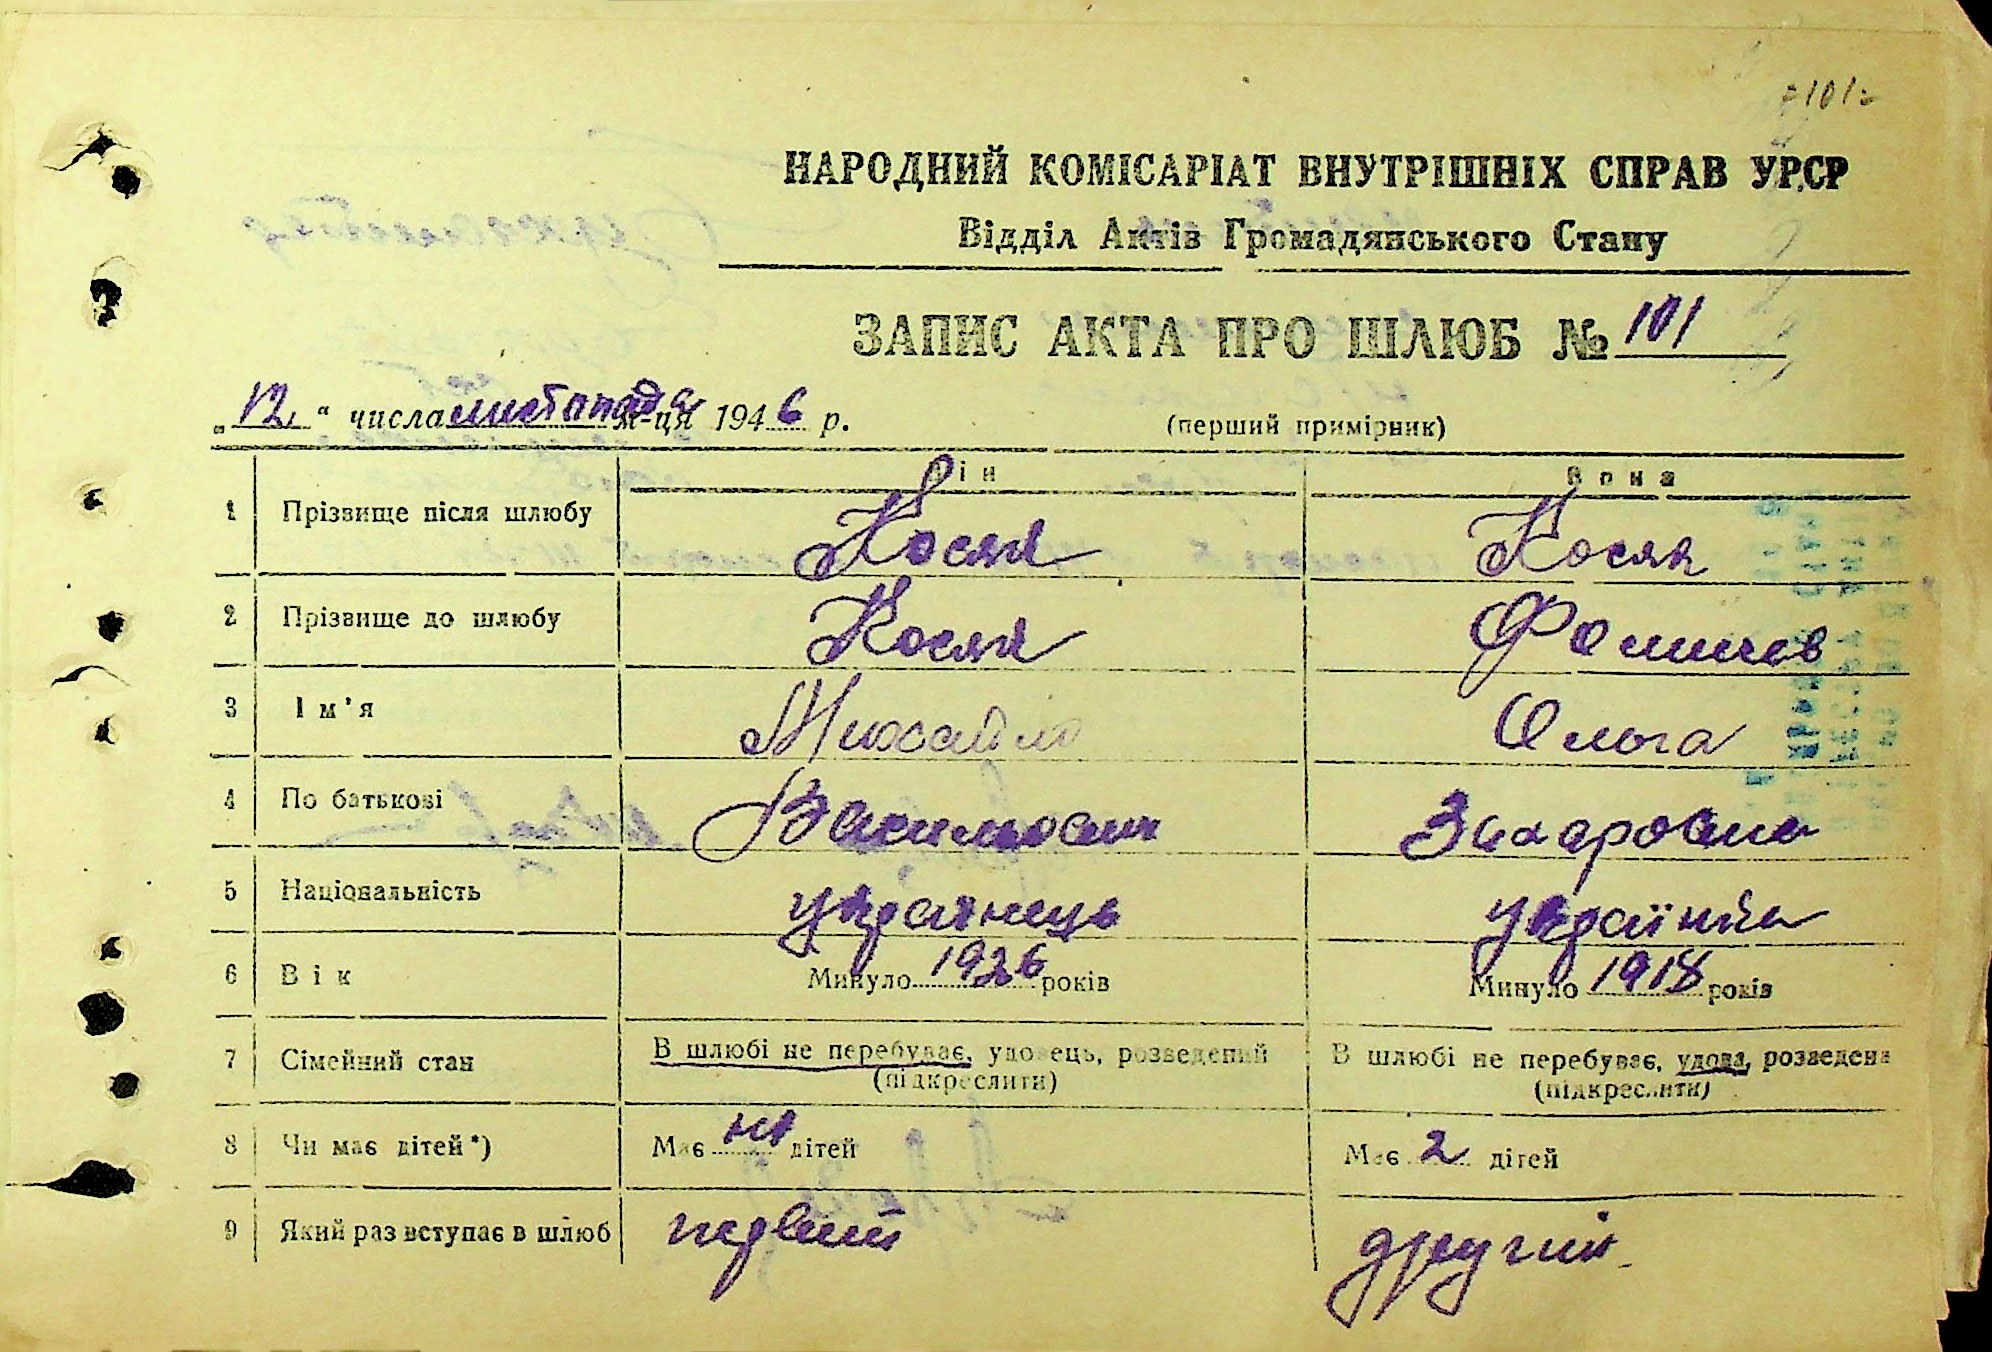 101
НАРОДНИЙ КОМІСАРІАТ ВНУТРІШНІХ СПРАВ УРСР
Відділ Актів Громадянського Стану
ЗАПИС АКТА ПРО ШЛЮБ № 101
„12“ числа листопада м-ця 1946 р. (перший примірник)
Він Вона
1 Прізвище після шлюбу Косяк Косяк
2 Прізвище до шлюбу Косяк
3 Ім'я Михайло Ольга
4 По батькові Васильович Захаровна
5 Національність українець українка
6 Вік Минуло 1926 років Минуло 1918 років
7 Сімейний стан В шлюбі не перебуває, удовець, розведений В шлюбі не перебуває, удова, розведена
(підкреслити) (підкреслити)
8 Чи має дітей*) Має ні дітей Має 2 дітей
9 Який раз вступає в шлюб первий другий